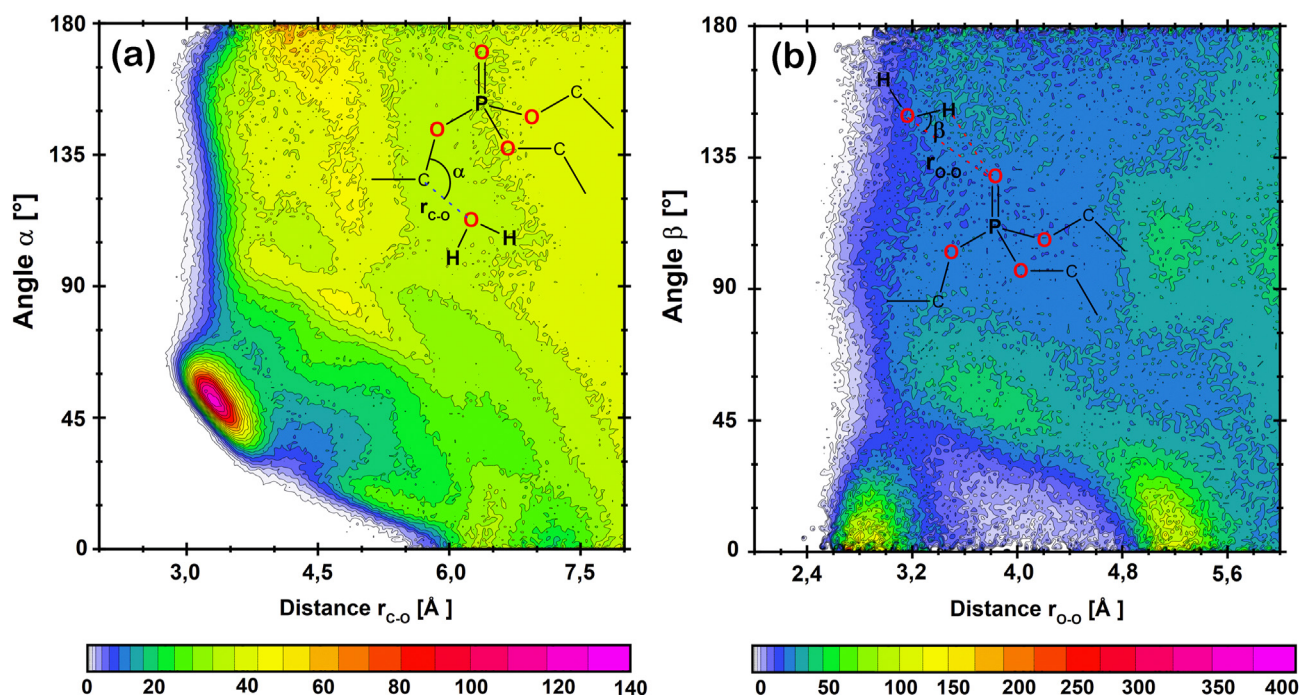 (a)
Angle α [°]
180
135
90
45
0
3,0 4,5 6,0 7,5
Distance r_C-O [Å ]
O
P
O
O
O
C
C
C
α
r_C-O
O
H
H
0 20 40 60 80 100 120 140
(b)
Angle β [°]
180
135
90
45
0
2,4 3,2 4,0 4,8 5,6
Distance r_O-O [Å ]
H
O
H
β
r_O-O
O
P
O
O
O
C
C
C
0 50 100 150 200 250 300 350 400